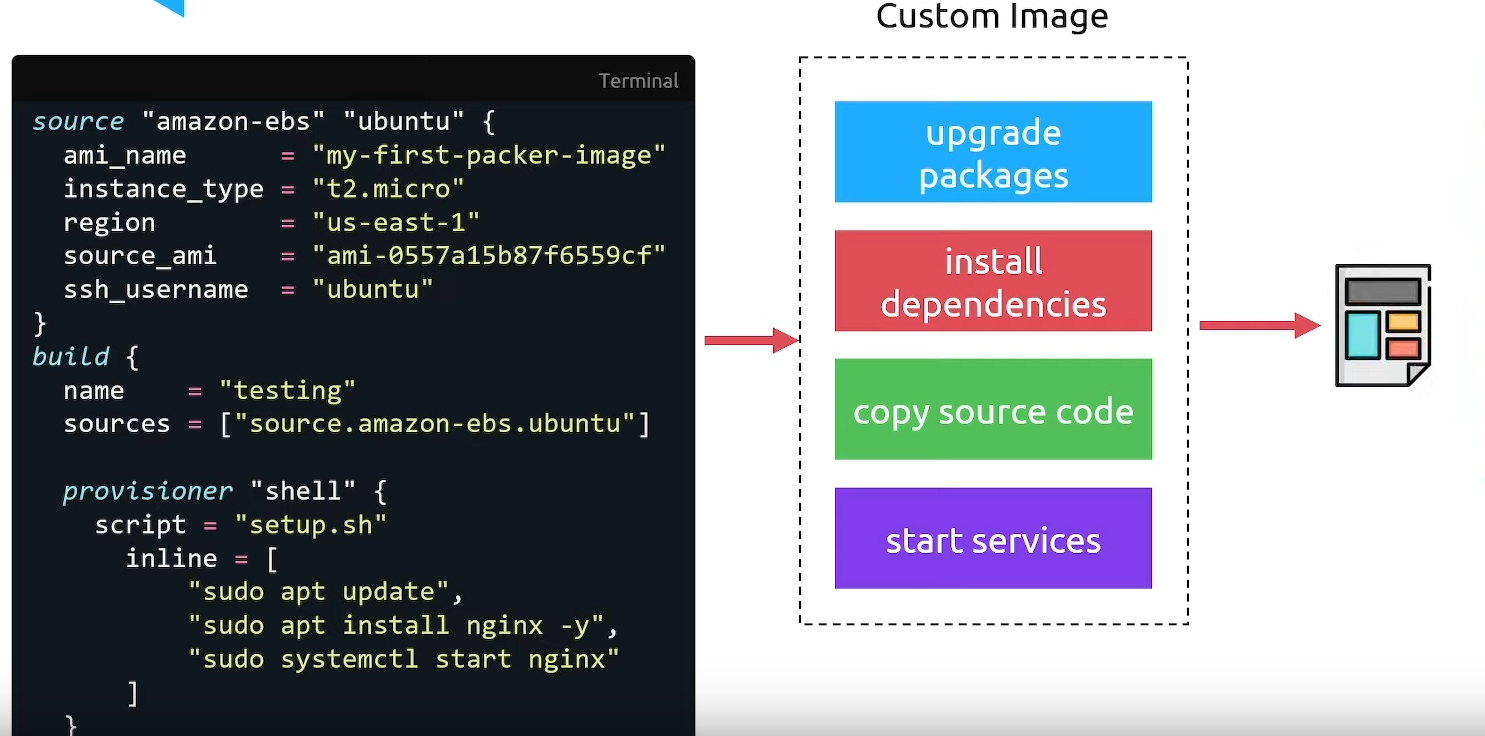 Custom Image
Terminal
source "amazon-ebs" "ubuntu" {
  ami_name      = "my-first-packer-image"
  instance_type = "t2.micro"
  region        = "us-east-1"
  source_ami    = "ami-0557a15b87f6559cf"
  ssh_username  = "ubuntu"
}
build {
  name    = "testing"
  sources = ["source.amazon-ebs.ubuntu"]

  provisioner "shell" {
    script = "setup.sh"
      inline = [
          "sudo apt update",
          "sudo apt install nginx -y",
          "sudo systemctl start nginx"
      ]
  }
upgrade
packages
install
dependencies
copy source code
start services